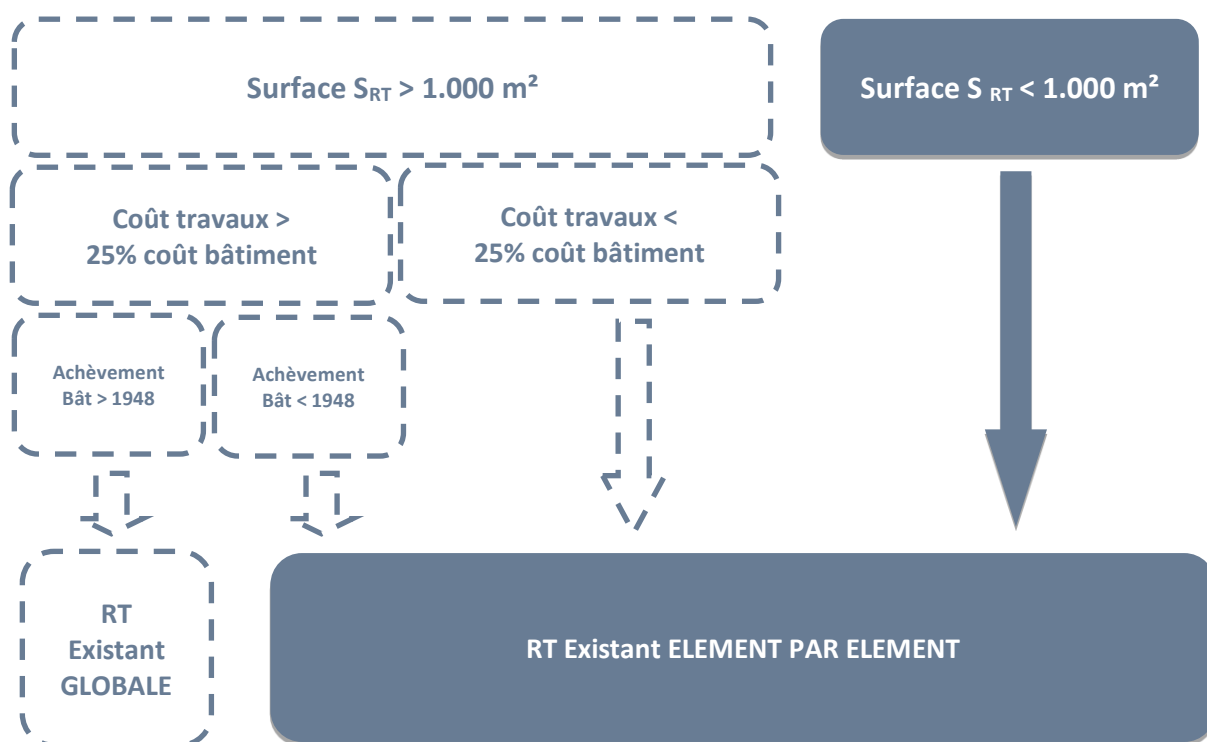 Surface SRT > 1.000 m²
Surface S RT < 1.000 m²
Coût travaux >
25% coût bâtiment
Coût travaux <
25% coût bâtiment
Achèvement
Bât > 1948
Achèvement
Bât < 1948
RT
Existant
GLOBALE
RT Existant ELEMENT PAR ELEMENT